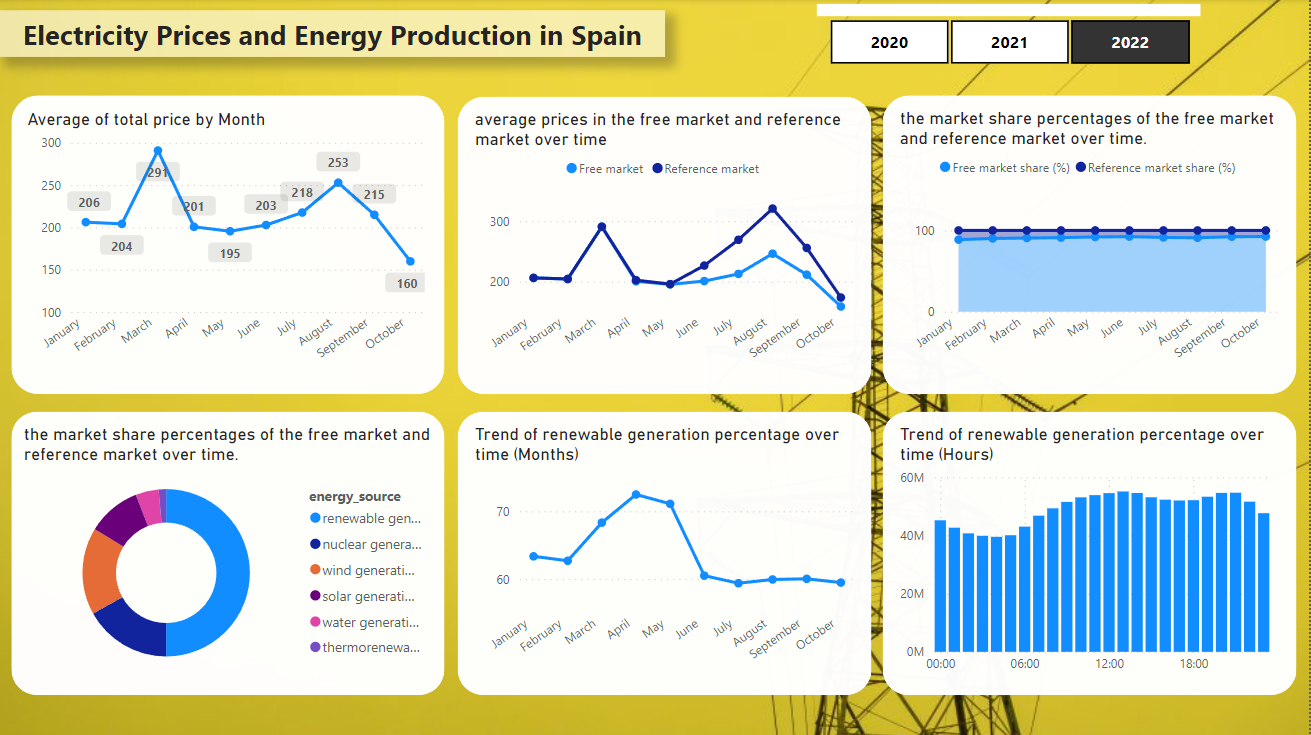 Electricity Prices and Energy Production in Spain
2020
2021
2022
Average of total price by Month
300
250
200
150
100
206
204
291
201
195
203
218
253
215
160
January
February
March
April
May
June
July
August
September
October
average prices in the free market and reference
market over time
Free market
Reference market
300
200
January
February
March
April
May
June
July
August
September
October
the market share percentages of the free market
and reference market over time.
Free market share (%)
Reference market share (%)
100
0
January
February
March
April
May
June
July
August
September
October
the market share percentages of the free market and
reference market over time.
energy_source
renewable gen...
nuclear genera...
wind generati...
solar generati...
water generati...
thermorenewa...
Trend of renewable generation percentage over
time (Months)
70
60
January
February
March
April
May
June
July
August
September
October
Trend of renewable generation percentage over
time (Hours)
60M
40M
20M
0M
00:00
06:00
12:00
18:00